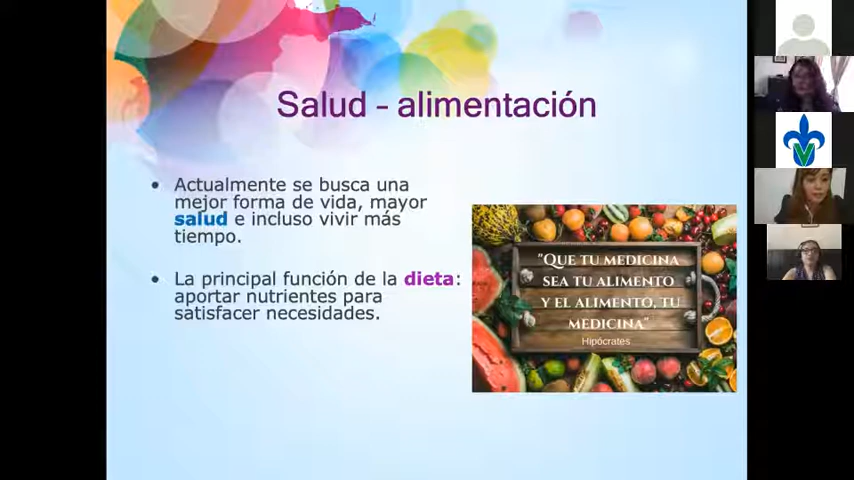 Salud - alimentación
• Actualmente se busca una
mejor forma de vida, mayor
salud e incluso vivir más
tiempo.
• La principal función de la dieta:
aportar nutrientes para
satisfacer necesidades.
"QUE TU MEDICINA
SEA TU ALIMENTO
Y EL ALIMENTO, TU
MEDICINA"
Hipócrates